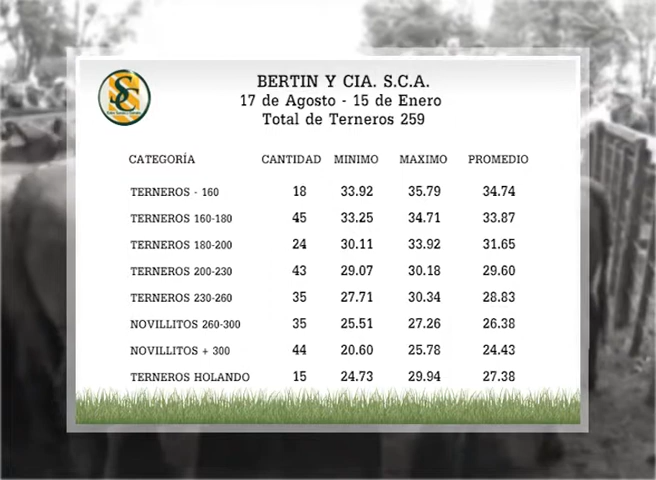 BERTIN Y CIA. S.C.A.
17 de Agosto - 15 de Enero
Total de Terneros 259
SC
CATEGORÍA CANTIDAD MINIMO MAXIMO PROMEDIO
TERNEROS - 160 18 33.92 35.79 34.74
TERNEROS 160-180 45 33.25 34.71 33.87
TERNEROS 180-200 24 30.11 33.92 31.65
TERNEROS 200-230 43 29.07 30.18 29.60
TERNEROS 230-260 35 27.71 30.34 28.83
NOVILLITOS 260-300 35 25.51 27.26 26.38
NOVILLITOS + 300 44 20.60 25.78 24.43
TERNEROS HOLANDO 15 24.73 29.94 27.38